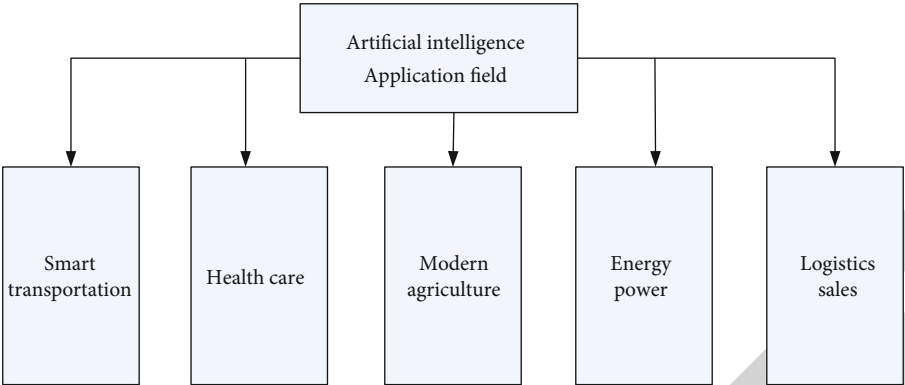 Artificial intelligence
Application field
Smart
transportation
Health care
Modern
agriculture
Energy
power
Logistics
sales